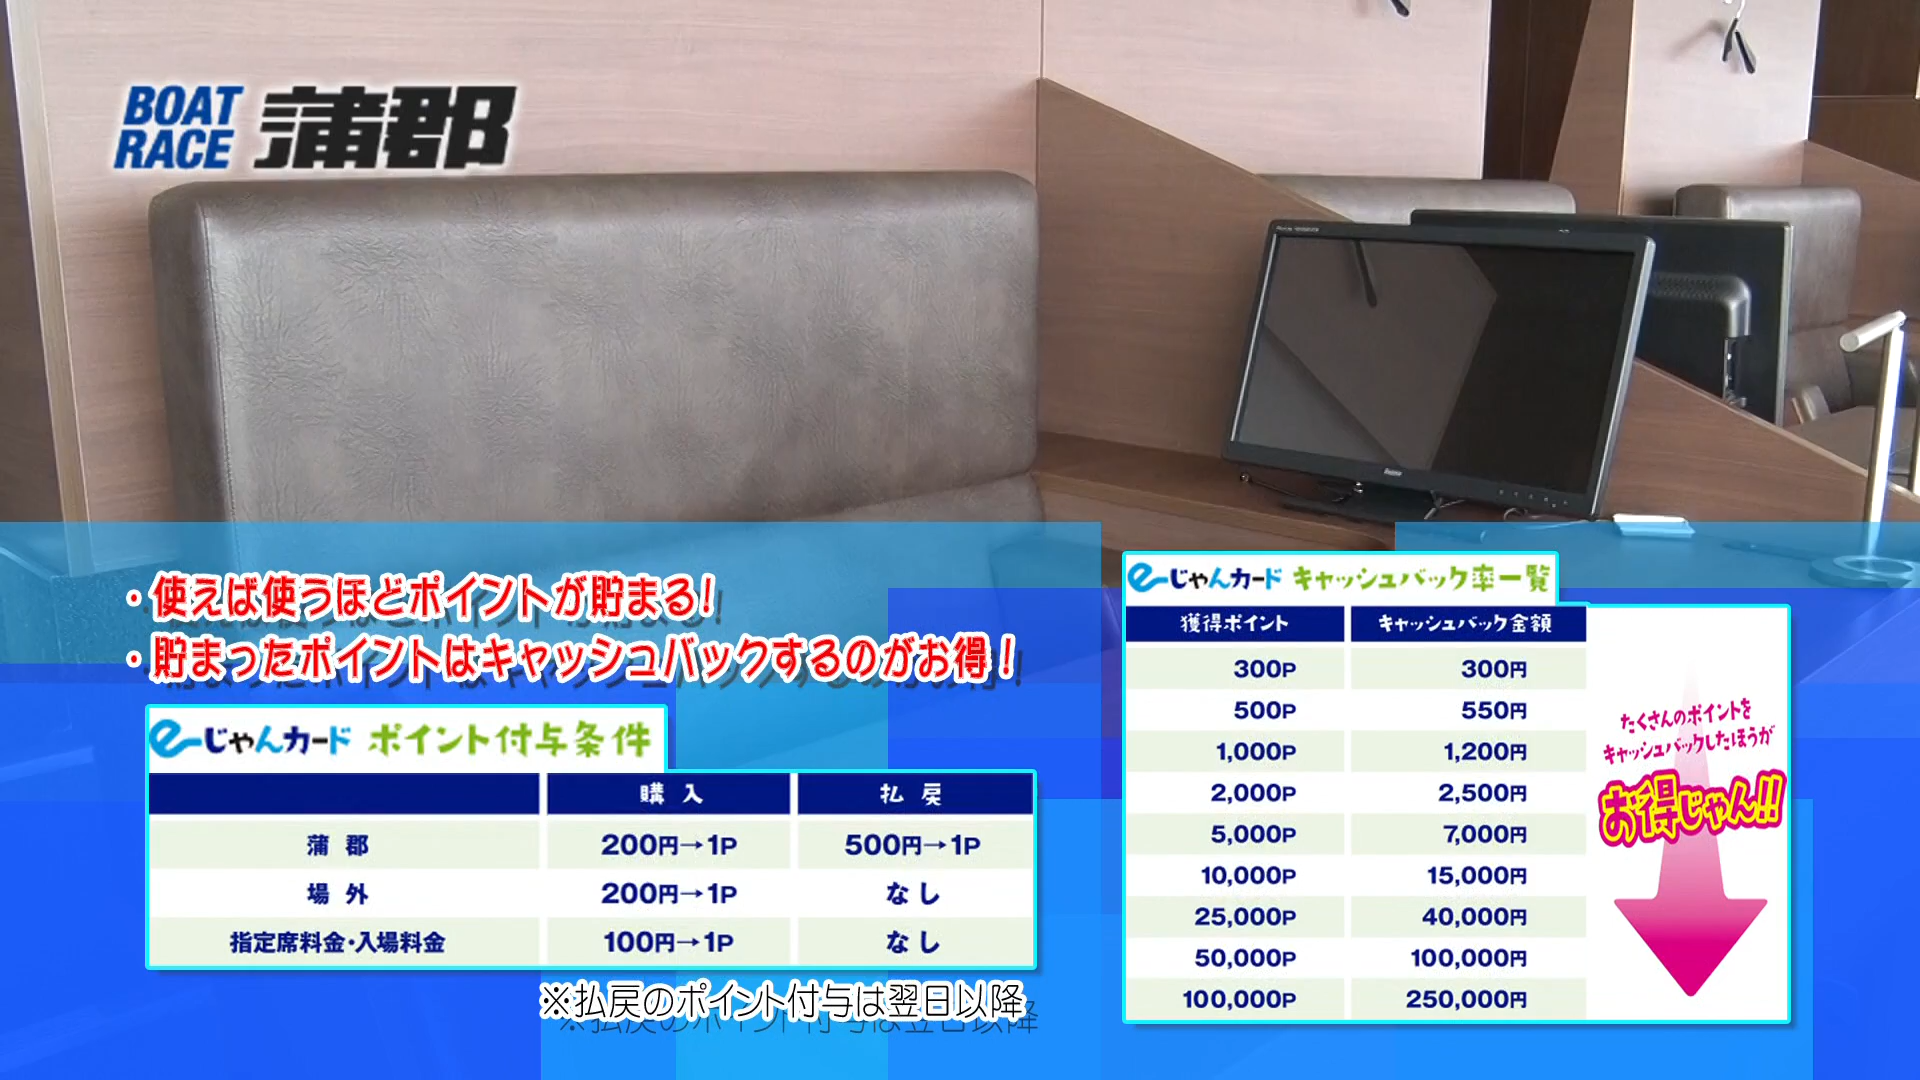 BOAT
RACE 蒲郡
・使えば使うほどポイントが貯まる！
・貯まったポイントはキャッシュバックするのがお得！
e-じゃんカード ポイント付与条件
購入 払戻
蒲郡 200円→1P 500円→1P
場外 200円→1P なし
指定席料金・入場料金 100円→1P なし
※払戻のポイント付与は翌日以降
e-じゃんカード キャッシュバック率一覧
獲得ポイント キャッシュバック金額
300P 300円
500P 550円
1,000P 1,200円
2,000P 2,500円
5,000P 7,000円
10,000P 15,000円
25,000P 40,000円
50,000P 100,000円
100,000P 250,000円
たくさんのポイントを
キャッシュバックしたほうが
お得じゃん!!